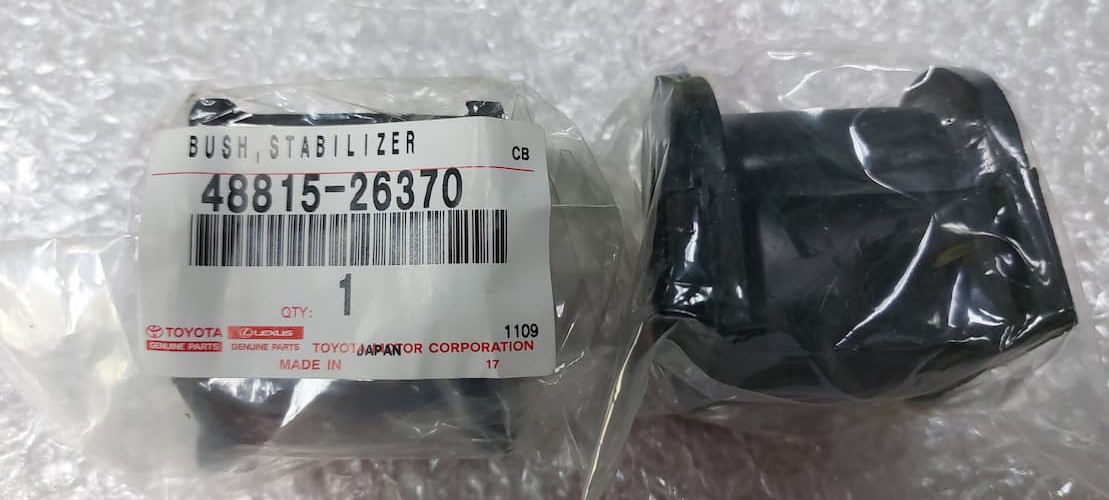 BUSH, STABILIZER
CB
48815-26370
QTY: 1
TOYOTA LEXUS 1109
GENUINE PARTS GENUINE PARTS TOYOTA MOTOR CORPORATION
MADE IN JAPAN 17